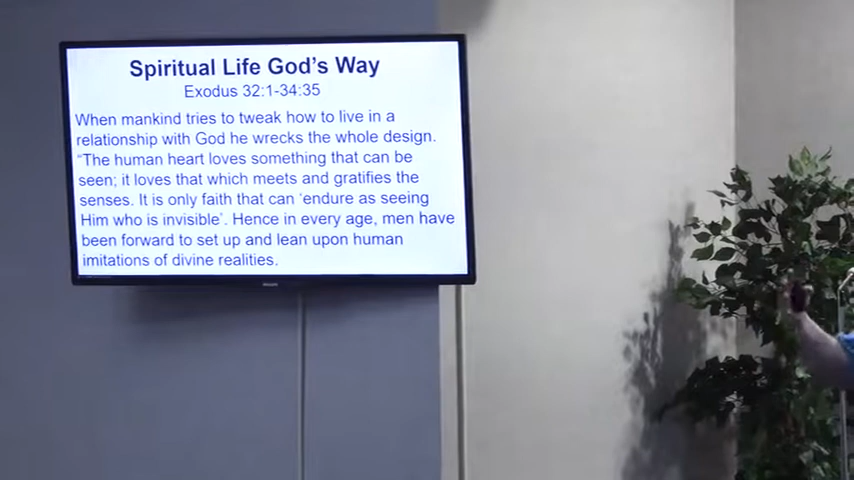 Spiritual Life God's Way
Exodus 32:1-34:35
When mankind tries to tweak how to live in a
relationship with God he wrecks the whole design.
“The human heart loves something that can be
seen; it loves that which meets and gratifies the
senses. It is only faith that can ‘endure as seeing
Him who is invisible’. Hence in every age, men have
been forward to set up and lean upon human
imitations of divine realities.